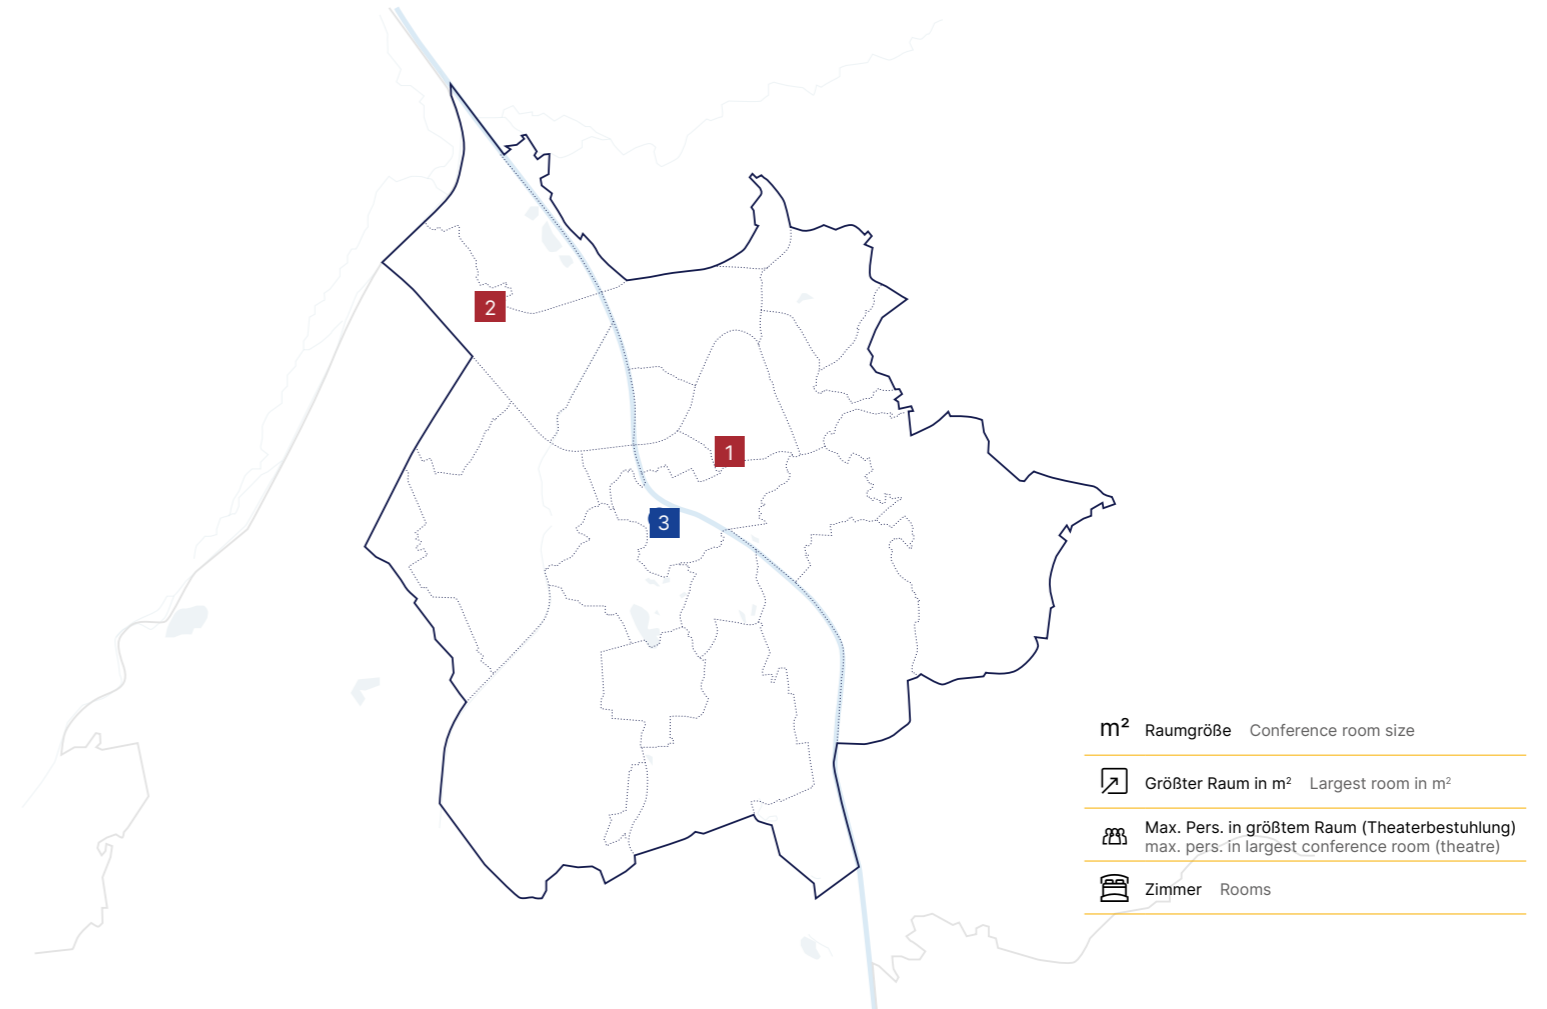 2
1
3
m² Raumgröße Conference room size
Größter Raum in m² Largest room in m²
Max. Pers. in größtem Raum (Theaterbestuhlung)
max. pers. in largest conference room (theatre)
Zimmer Rooms